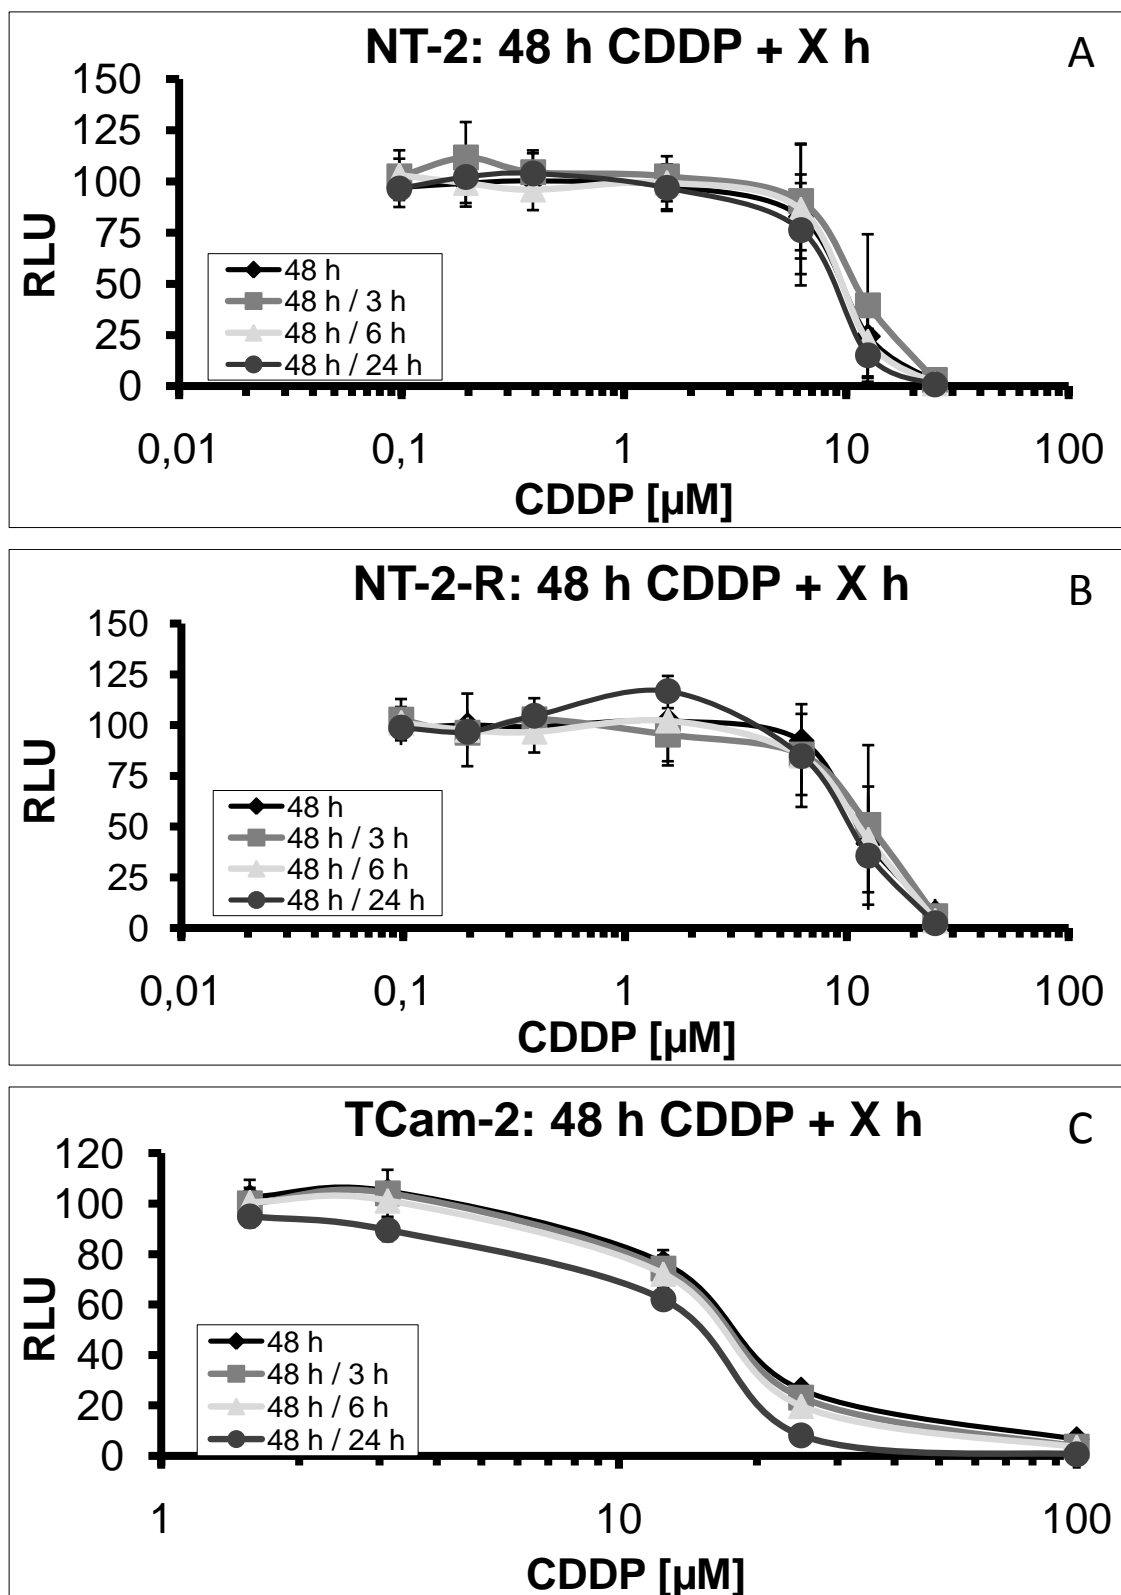 NT-2: 48 h CDDP + X h
A
150
125
100
75
50
25
0
RLU
48 h
48 h / 3 h
48 h / 6 h
48 h / 24 h
0,01 0,1 1 10 100
CDDP [µM]
NT-2-R: 48 h CDDP + X h
B
150
125
100
75
50
25
0
RLU
48 h
48 h / 3 h
48 h / 6 h
48 h / 24 h
0,01 0,1 1 10 100
CDDP [µM]
TCam-2: 48 h CDDP + X h
C
120
100
80
60
40
20
0
RLU
48 h
48 h / 3 h
48 h / 6 h
48 h / 24 h
1 10 100
CDDP [µM]